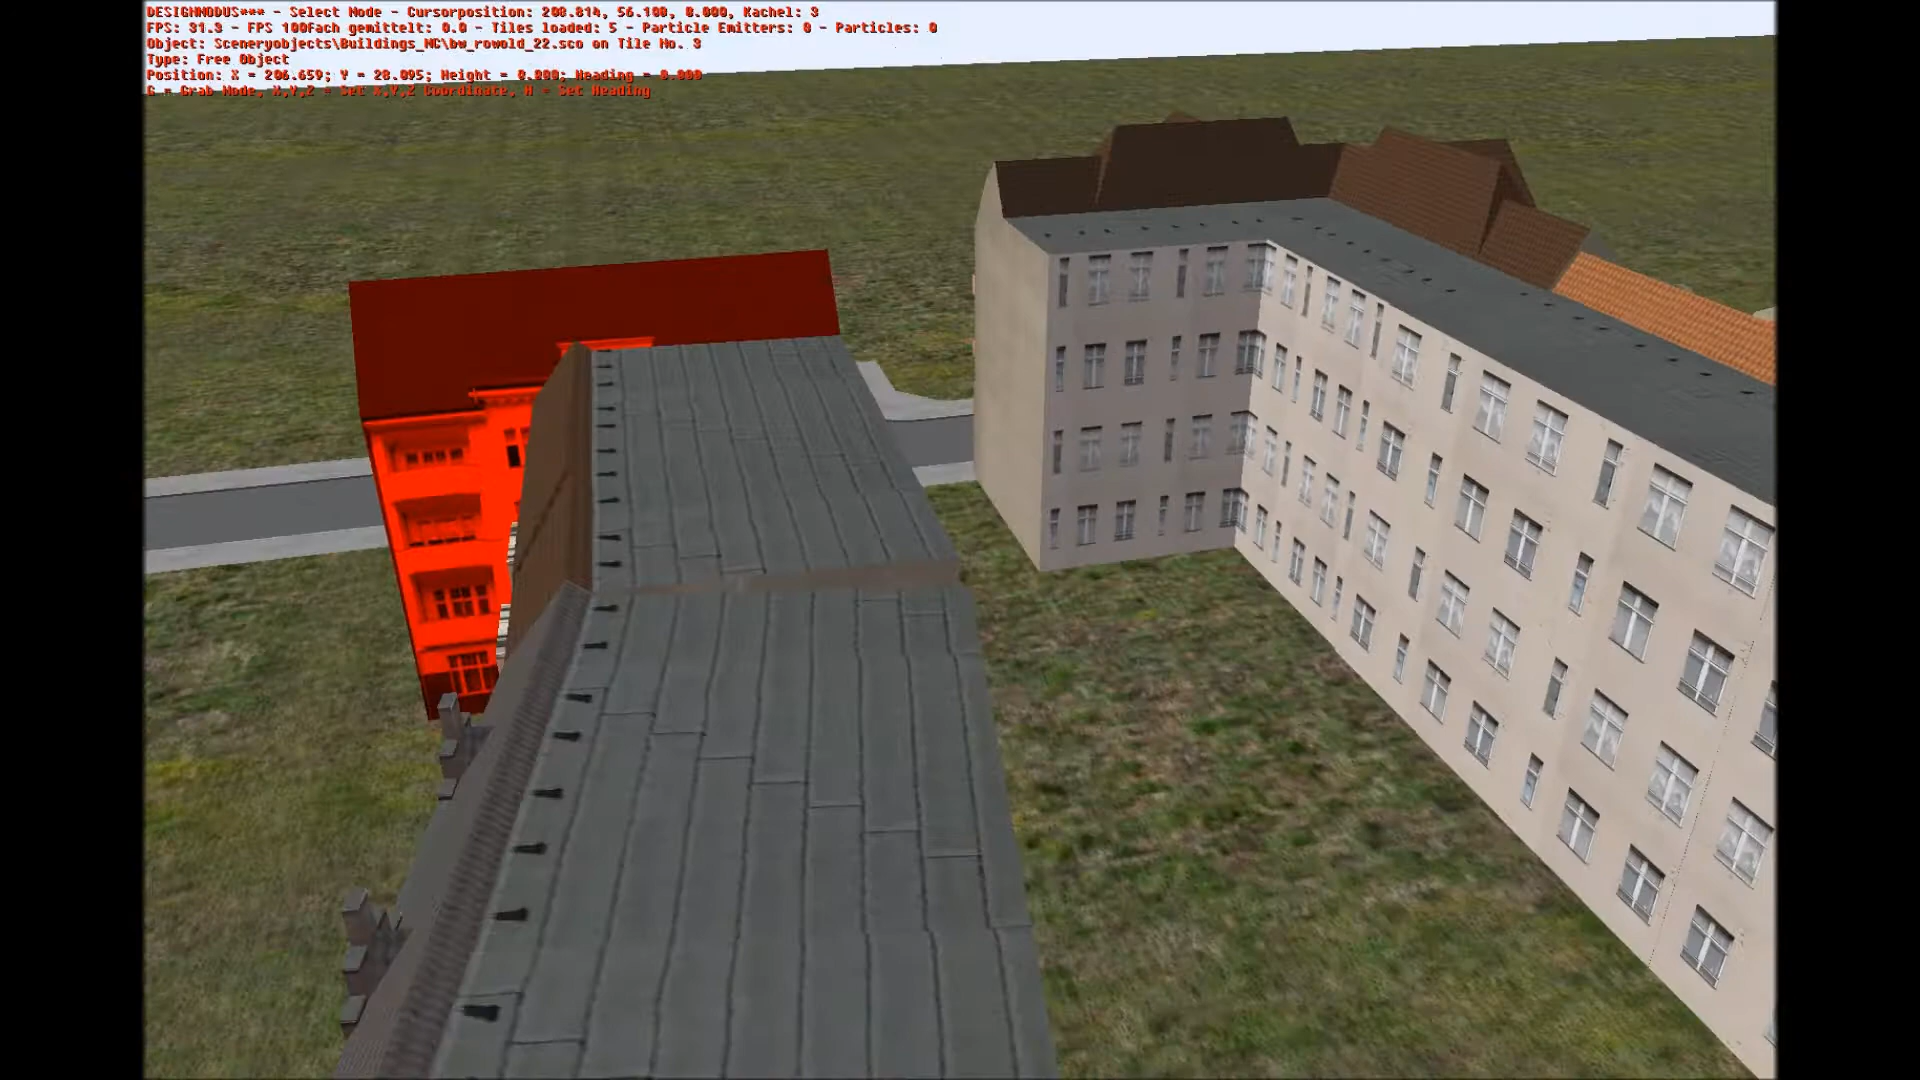 DESIGNMODUS*** - Select Mode - Cursorposition: 208.814, 56.108, 0.000, Kachel: 3
FPS: 31.3 - FPS 100Fach gemittelt: 0.0 - Tiles loaded: 5 - Particle Emitters: 0 - Particles: 0
Object: Sceneryobjects\Buildings_MC\bw_rowold_22.sco on Tile No. 3
Type: Free Object
Position: X = 206.659; Y = 28.095; Height = 0.000; Heading = 0.000
G = Grab Mode, X,Y,Z = Set X,Y,Z Coordinate, H = Set Heading